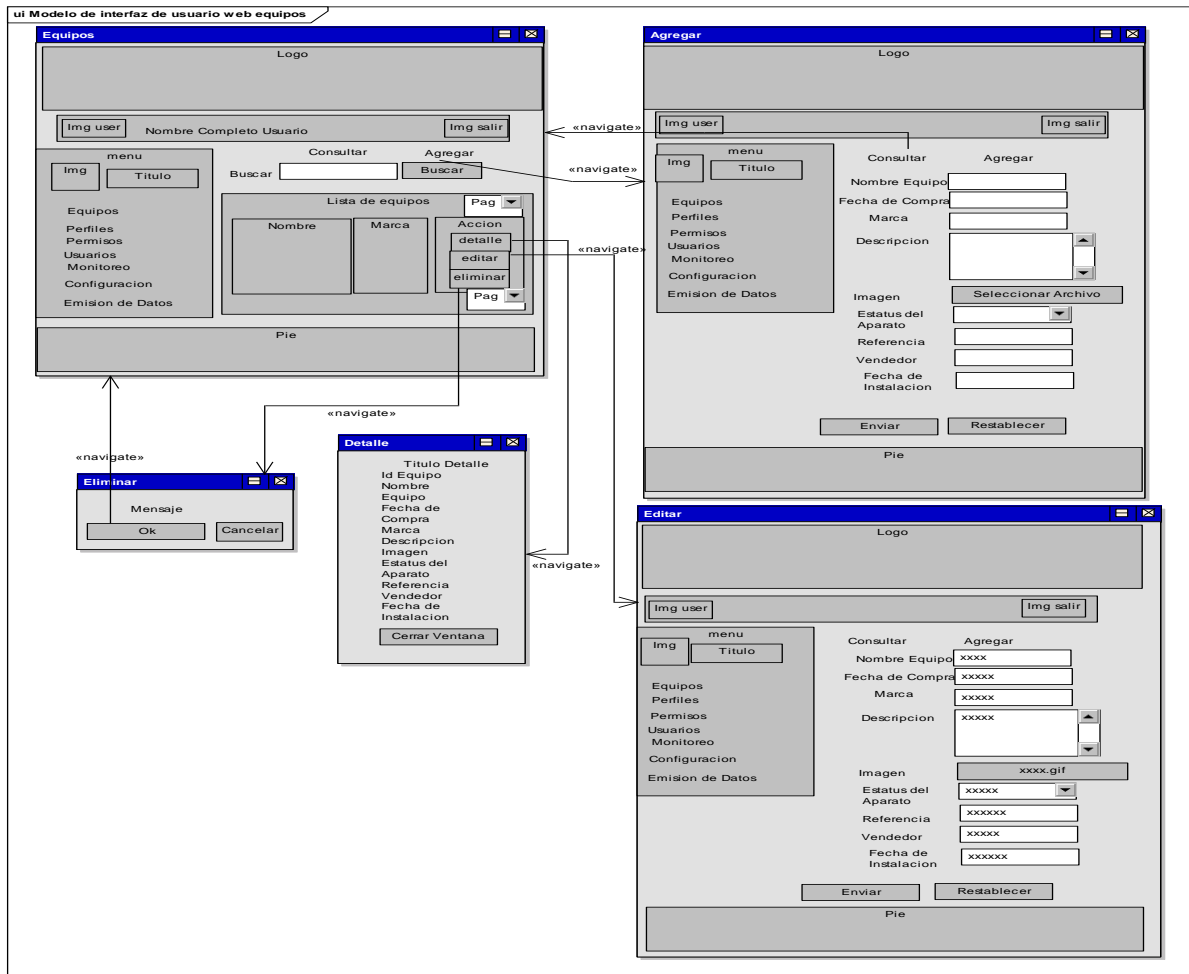 ui Modelo de interfaz de usuario web equipos
Equipos
Logo
Img user
Nombre Completo Usuario
Img salir
menu
Img
Titulo
Equipos
Perfiles
Permisos
Usuarios
Monitoreo
Configuracion
Emision de Datos
Consultar
Agregar
Buscar
Buscar
Lista de equipos
Pag
Nombre
Marca
Accion
detalle
editar
eliminar
Pag
Pie
«navigate»
«navigate»
«navigate»
«navigate»
«navigate»
«navigate»
Agregar
Logo
Img user
Img salir
menu
Img
Titulo
Equipos
Perfiles
Permisos
Usuarios
Monitoreo
Configuracion
Emision de Datos
Consultar
Agregar
Nombre Equipo
Fecha de Compra
Marca
Descripcion
Imagen
Seleccionar Archivo
Estatus del
Aparato
Referencia
Vendedor
Fecha de
Instalacion
Enviar
Restablecer
Pie
Eliminar
Mensaje
Ok
Cancelar
Detalle
Titulo Detalle
Id Equipo
Nombre
Equipo
Fecha de
Compra
Marca
Descripcion
Imagen
Estatus del
Aparato
Referencia
Vendedor
Fecha de
Instalacion
Cerrar Ventana
Editar
Logo
Img user
Img salir
menu
Img
Titulo
Equipos
Perfiles
Permisos
Usuarios
Monitoreo
Configuracion
Emision de Datos
Consultar
Agregar
Nombre Equipo
xxxx
Fecha de Compra
xxxxx
Marca
xxxxx
Descripcion
xxxxx
Imagen
xxxx.gif
Estatus del
Aparato
xxxxx
Referencia
xxxxxx
Vendedor
xxxxx
Fecha de
Instalacion
xxxxxx
Enviar
Restablecer
Pie